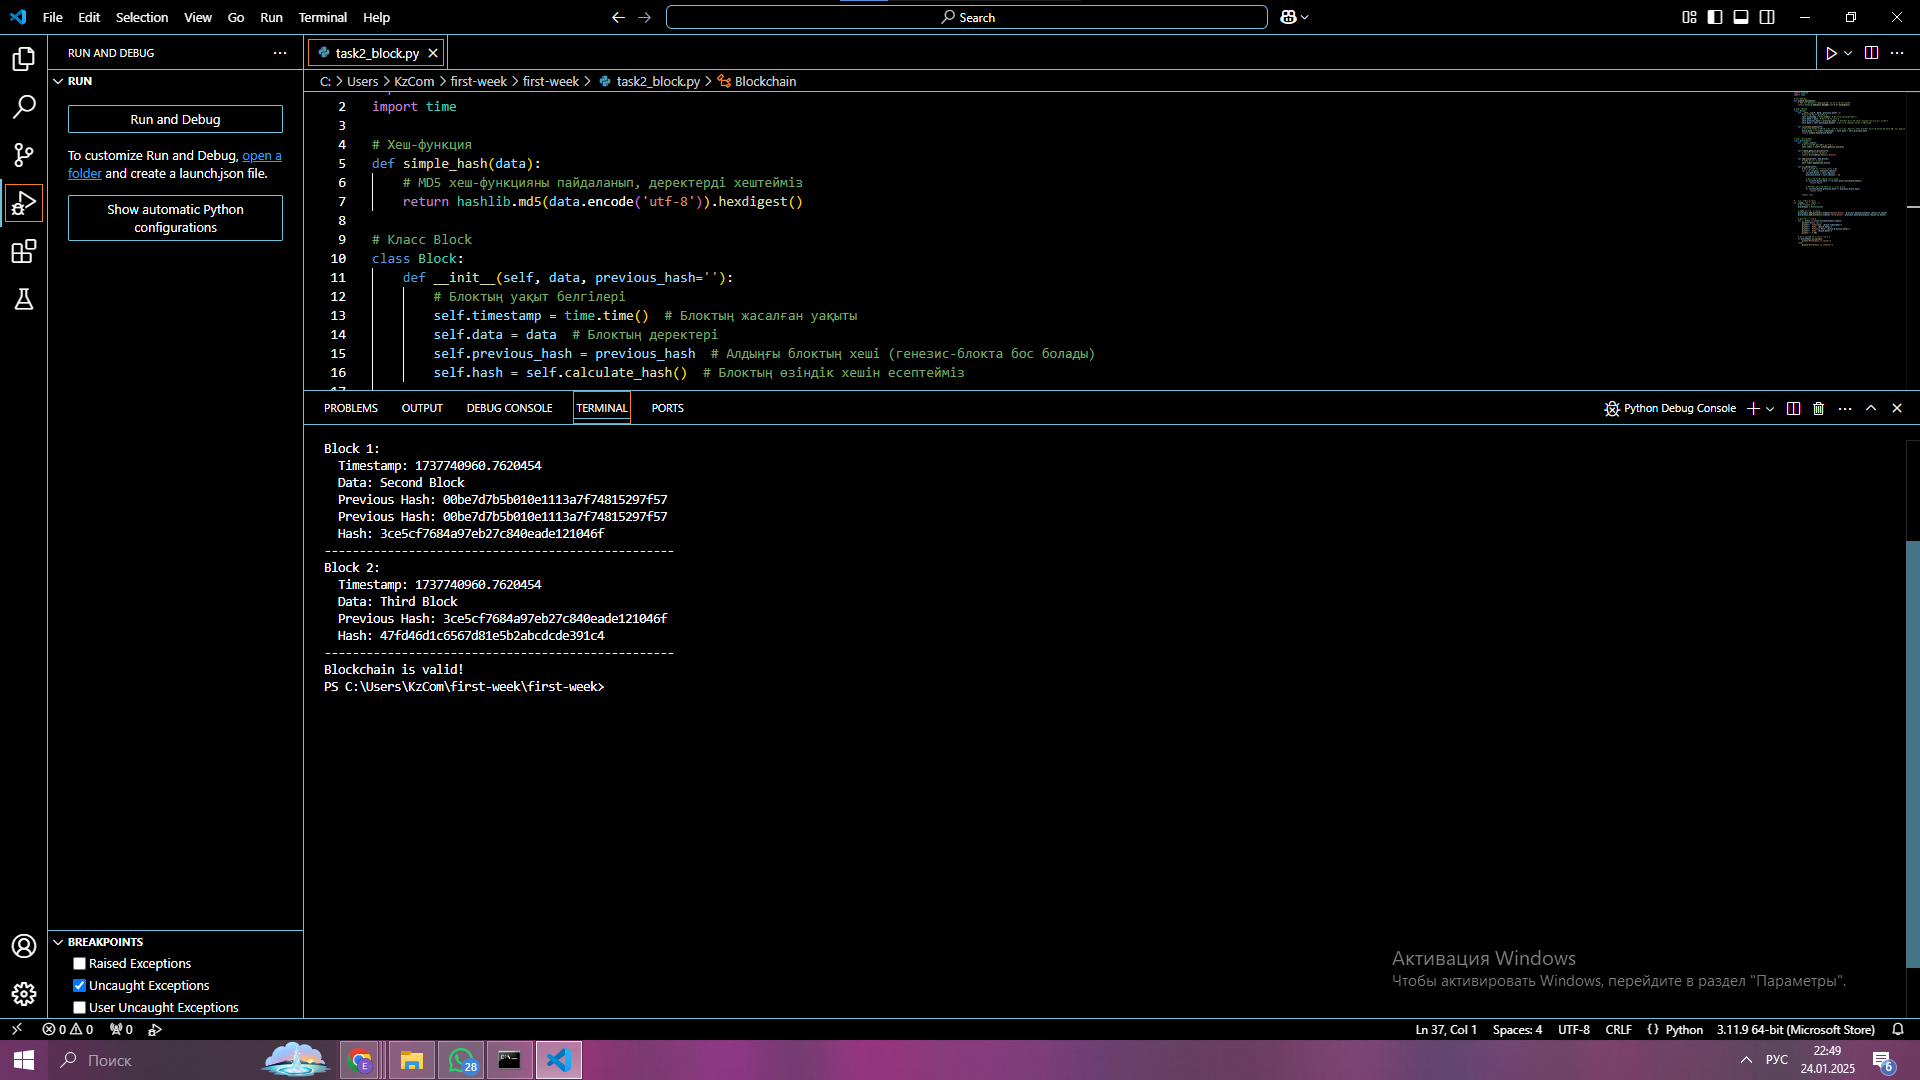 File Edit Selection View Go Run Terminal Help
Search
RUN AND DEBUG
task2_block.py
RUN
C: > Users > KzCom > first-week > first-week > task2_block.py > Blockchain
Run and Debug
To customize Run and Debug, open a
folder and create a launch.json file.
Show automatic Python
configurations
2 import time
3
4 # Хеш-функция
5 def simple_hash(data):
6 # MD5 хеш-функцияны пайдаланып, деректерді хештейміз
7 return hashlib.md5(data.encode('utf-8')).hexdigest()
8
9 # Класс Block
10 class Block:
11 def __init__(self, data, previous_hash=''):
12 # Блоктың уақыт белгілері
13 self.timestamp = time.time() # Блоктың жасалған уақыты
14 self.data = data # Блоктың деректері
15 self.previous_hash = previous_hash # Алдыңғы блоктың хеші (генезис-блокта бос болады)
16 self.hash = self.calculate_hash() # Блоктың өзіндік хешін есептейміз
PROBLEMS OUTPUT DEBUG CONSOLE TERMINAL PORTS
Python Debug Console
Block 1:
Timestamp: 1737740960.7620454
Data: Second Block
Previous Hash: 00be7d7b5b010e1113a7f74815297f57
Previous Hash: 00be7d7b5b010e1113a7f74815297f57
Hash: 3ce5cf7684a97eb27c840eade121046f
--------------------------------------------------
Block 2:
Timestamp: 1737740960.7620454
Data: Third Block
Previous Hash: 3ce5cf7684a97eb27c840eade121046f
Hash: 47fd46d1c6567d81e5b2abcdcde391c4
--------------------------------------------------
Blockchain is valid!
PS C:\Users\KzCom\first-week\first-week>
BREAKPOINTS
Raised Exceptions
Uncaught Exceptions
User Uncaught Exceptions
Активация Windows
Чтобы активировать Windows, перейдите в раздел "Параметры".
0 0 0
Ln 37, Col 1 Spaces: 4 UTF-8 CRLF {} Python 3.11.9 64-bit (Microsoft Store)
Поиск
E
28
РУС
22:49
24.01.2025
6